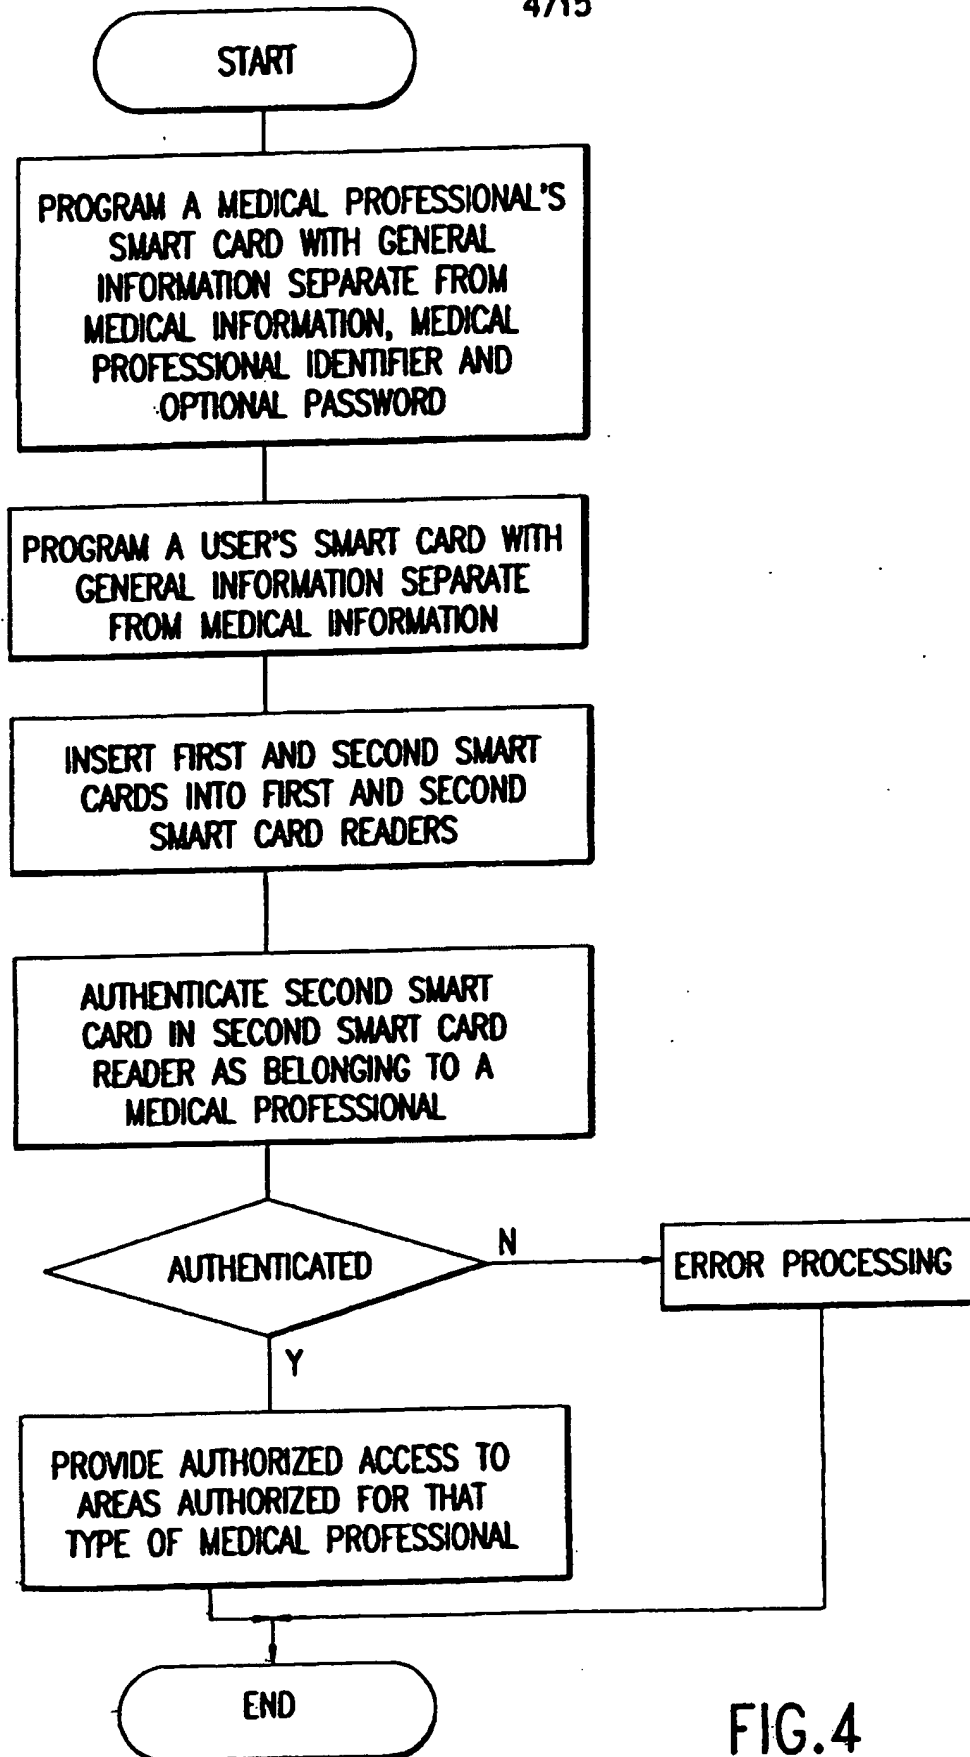 4/15
START
PROGRAM A MEDICAL PROFESSIONAL'S
SMART CARD WITH GENERAL
INFORMATION SEPARATE FROM
MEDICAL INFORMATION, MEDICAL
PROFESSIONAL IDENTIFIER AND
OPTIONAL PASSWORD
PROGRAM A USER'S SMART CARD WITH
GENERAL INFORMATION SEPARATE
FROM MEDICAL INFORMATION
INSERT FIRST AND SECOND SMART
CARDS INTO FIRST AND SECOND
SMART CARD READERS
AUTHENTICATE SECOND SMART
CARD IN SECOND SMART CARD
READER AS BELONGING TO A
MEDICAL PROFESSIONAL
AUTHENTICATED
N
ERROR PROCESSING
Y
PROVIDE AUTHORIZED ACCESS TO
AREAS AUTHORIZED FOR THAT
TYPE OF MEDICAL PROFESSIONAL
END
FIG.4